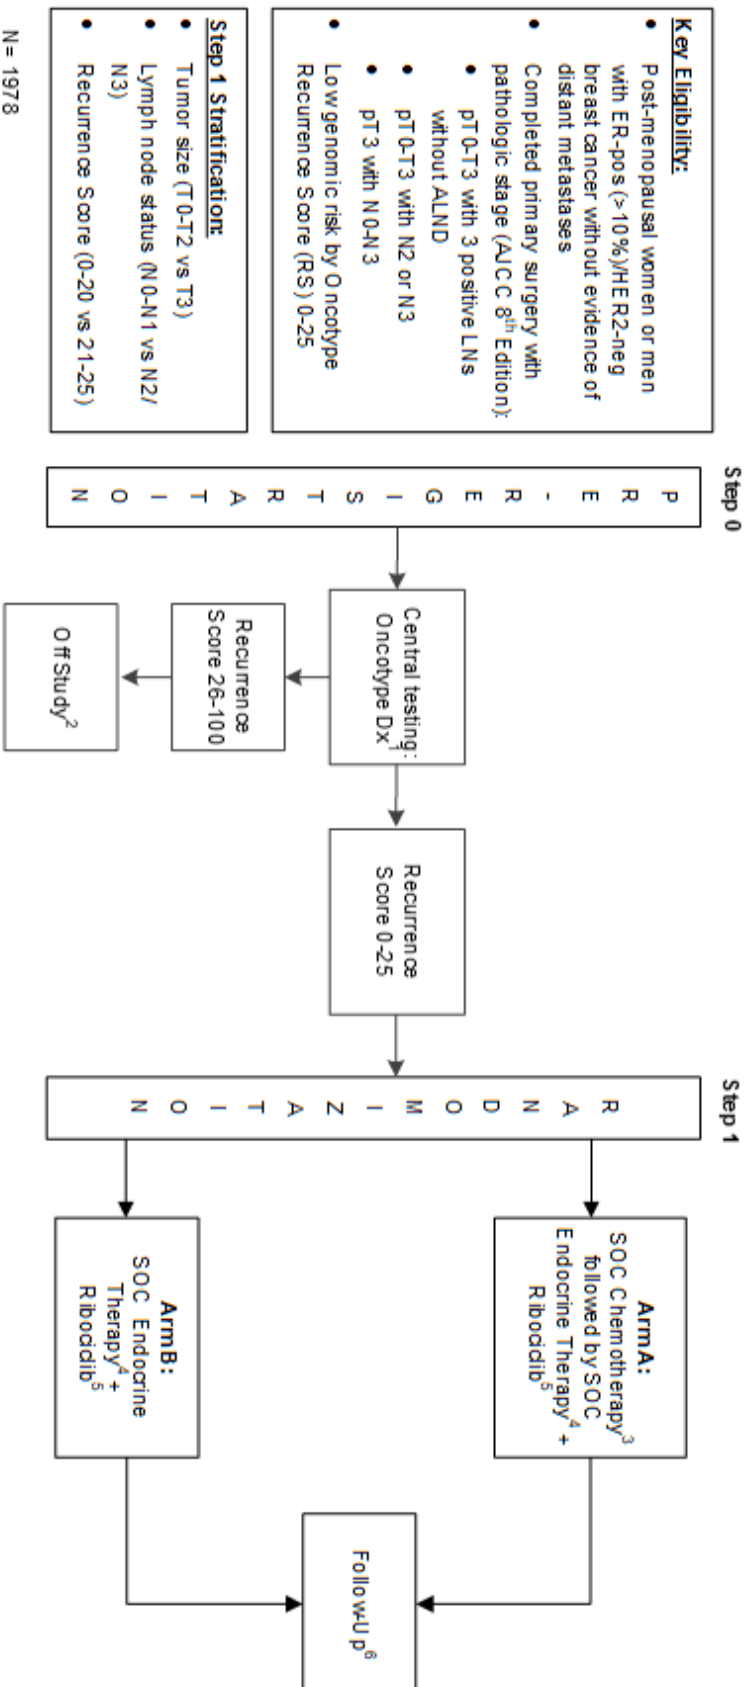 Key Eligibility:
• Post-menopausal women or men
with ER-pos (>10%)/HER2-neg
breast cancer without evidence of
distant metastases
• Completed primary surgery with
pathologic stage (AJCC 8th Edition):
• pT0-T3 with 3 positive LNs
without ALND
• pT0-T3 with N2 or N3
• pT3 with N0-N3
• Low genomic risk by Oncotype
Recurrence Score (RS) 0-25
Step 1 Stratification:
• Tumor size (T0-T2 vs T3)
• Lymph node status (N0-N1 vs N2/
N3)
• Recurrence Score (0-20 vs 21-25)
N= 1978
Step 0
P
R
E
-
R
E
G
I
S
T
R
A
T
I
O
N
Central testing:
Oncotype Dx1
Recurrence
Score 26-100
Off Study2
Recurrence
Score 0-25
Step 1
R
A
N
D
O
M
I
Z
A
T
I
O
N
Arm A:
SOC Chemotherapy3
followed by SOC
Endocrine Therapy4 +
Ribociclib5
Arm B:
SOC Endocrine
Therapy4 +
Ribociclib5
Follow-Up6